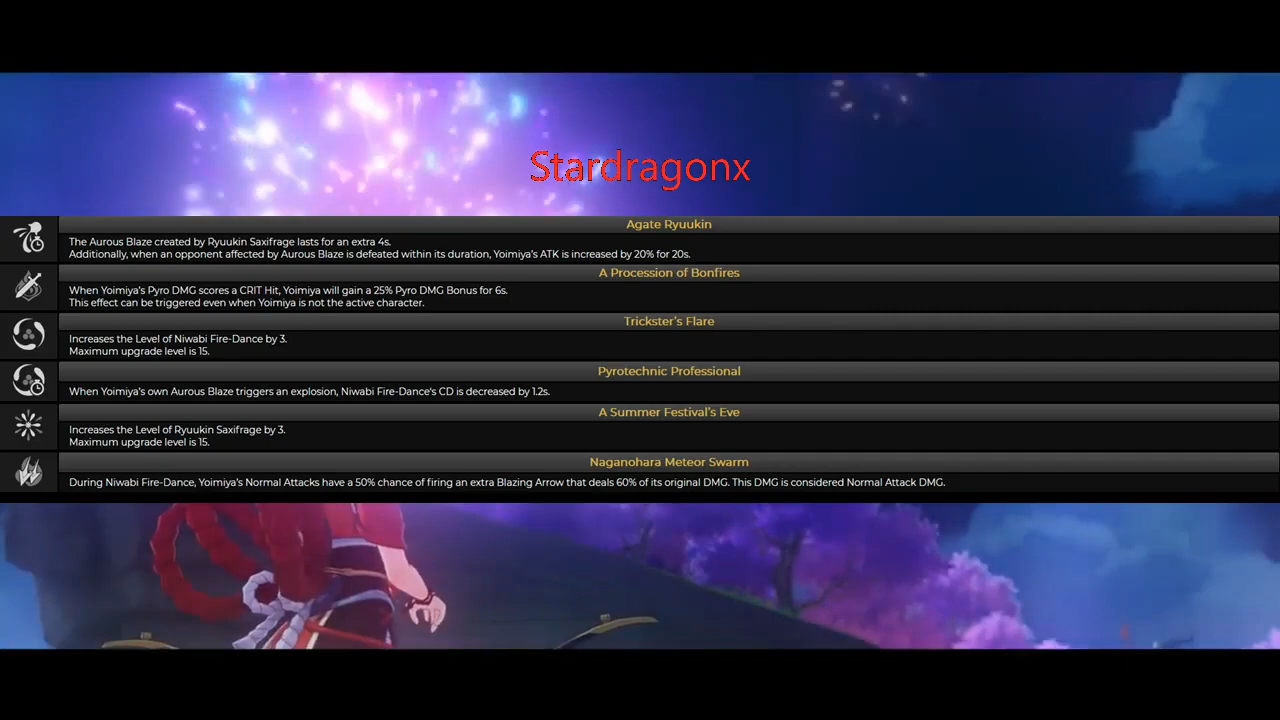 Stardragonx
Agate Ryuukin
The Aurous Blaze created by Ryuukin Saxifrage lasts for an extra 4s.
Additionally, when an opponent affected by Aurous Blaze is defeated within its duration, Yoimiya's ATK is increased by 20% for 20s.
A Procession of Bonfires
When Yoimiya's Pyro DMG scores a CRIT Hit, Yoimiya will gain a 25% Pyro DMG Bonus for 6s.
This effect can be triggered even when Yoimiya is not the active character.
Trickster's Flare
Increases the Level of Niwabi Fire-Dance by 3.
Maximum upgrade level is 15.
Pyrotechnic Professional
When Yoimiya's own Aurous Blaze triggers an explosion, Niwabi Fire-Dance's CD is decreased by 1.2s.
A Summer Festival's Eve
Increases the Level of Ryuukin Saxifrage by 3.
Maximum upgrade level is 15.
Naganohara Meteor Swarm
During Niwabi Fire-Dance, Yoimiya's Normal Attacks have a 50% chance of firing an extra Blazing Arrow that deals 60% of its original DMG. This DMG is considered Normal Attack DMG.